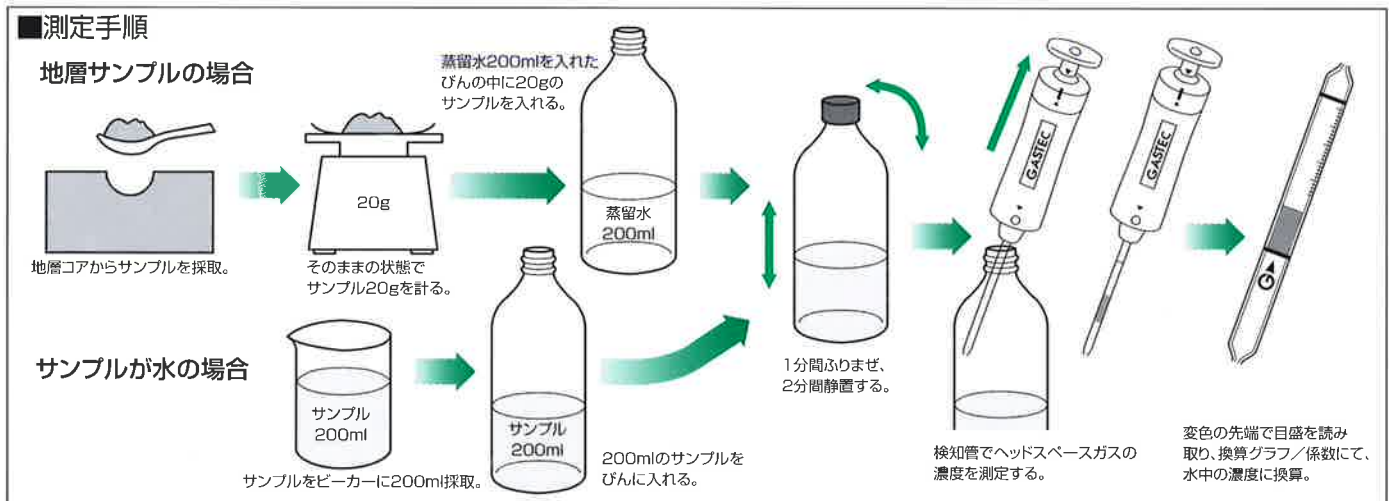 ■測定手順
地層サンプルの場合
地層コアからサンプルを採取。
20g
そのままの状態で
サンプル20gを計る。
蒸留水200mlを入れた
びんの中に20gの
サンプルを入れる。
蒸留水
200ml
サンプルが水の場合
サンプル
200ml
サンプルをビーカーに200ml採取。
サンプル
200ml
200mlのサンプルを
びんに入れる。
1分間ふりまぜ、
2分間静置する。
GASTEC
GASTEC
検知管でヘッドスペースガスの
濃度を測定する。
G
変色の先端で目盛を読み
取り、換算グラフ／係数にて、
水中の濃度に換算。